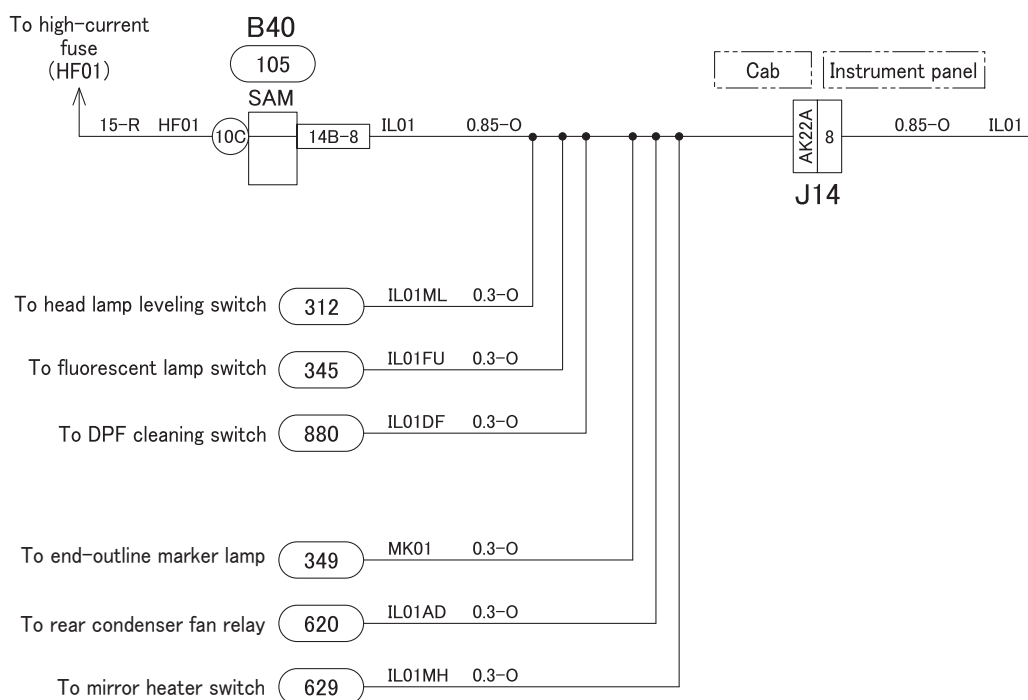 To high-current
fuse
(HF01)
B40
105
SAM
15-R HF01
10C
14B-8
IL01 0.85-O
Cab
Instrument panel
AK22A
8
J14
0.85-O IL01
To head lamp leveling switch 312 IL01ML 0.3-O
To fluorescent lamp switch 345 IL01FU 0.3-O
To DPF cleaning switch 880 IL01DF 0.3-O
To end-outline marker lamp 349 MK01 0.3-O
To rear condenser fan relay 620 IL01AD 0.3-O
To mirror heater switch 629 IL01MH 0.3-O